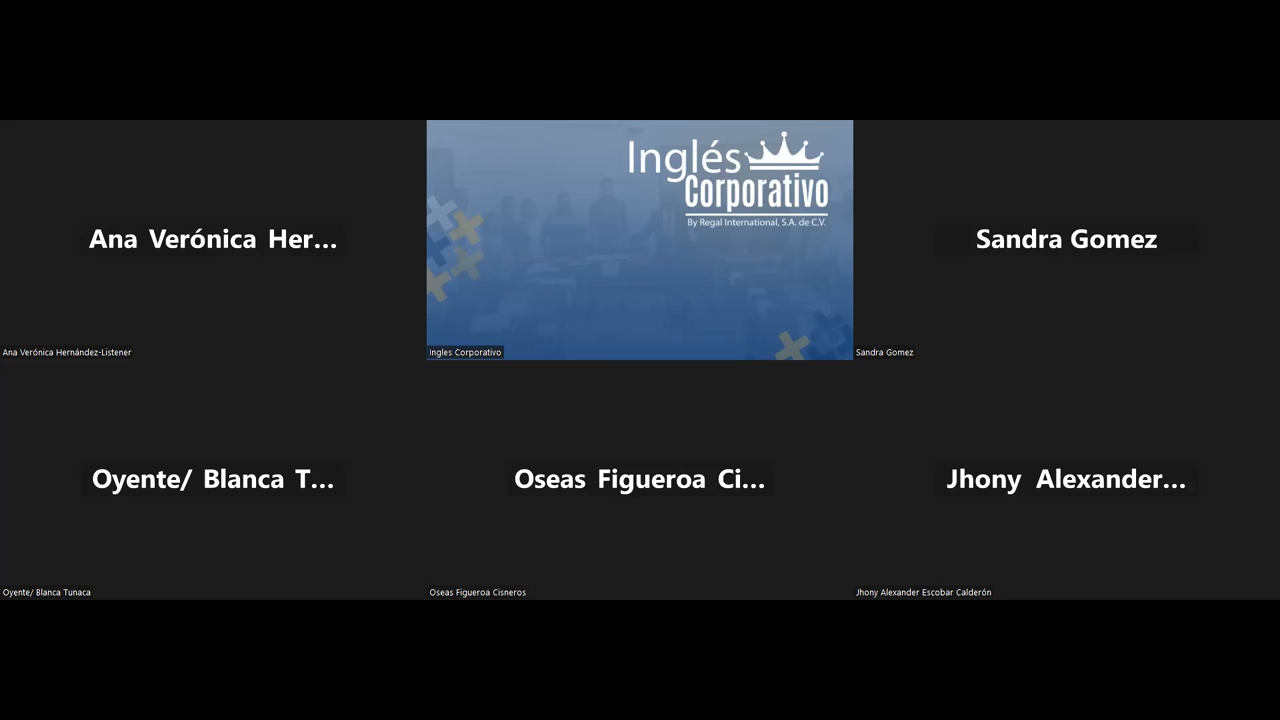 Ana Verónica Her...
Ana Verónica Hernández-Listener
Inglés
Corporativo
By Regal International, S.A. de C.V.
Ingles Corporativo
Sandra Gomez
Sandra Gomez
Oyente/ Blanca T...
Oyente/ Blanca Tunaca
Oseas Figueroa Ci...
Oseas Figueroa Cisneros
Jhony Alexander...
Jhony Alexander Escobar Calderón